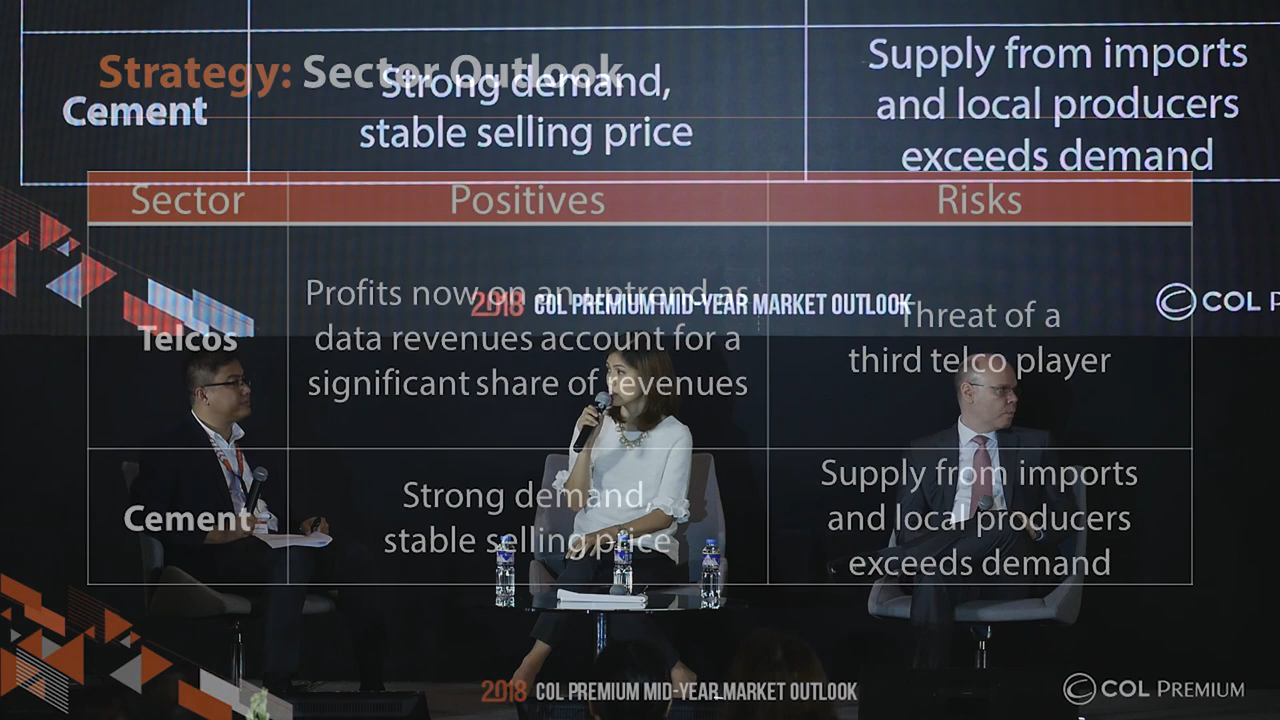 Strategy: Sector Outlook
Cement
Strong demand,
stable selling price
Supply from imports
and local producers
exceeds demand
Sector
Positives
Risks
Telcos
Profits now on an uptrend as
data revenues account for a
significant share of revenues
Threat of a
third telco player
2018 COL PREMIUM MID-YEAR MARKET OUTLOOK
COL P
Cement
Strong demand,
stable selling price
Supply from imports
and local producers
exceeds demand
2018 COL PREMIUM MID-YEAR MARKET OUTLOOK
COL PREMIUM